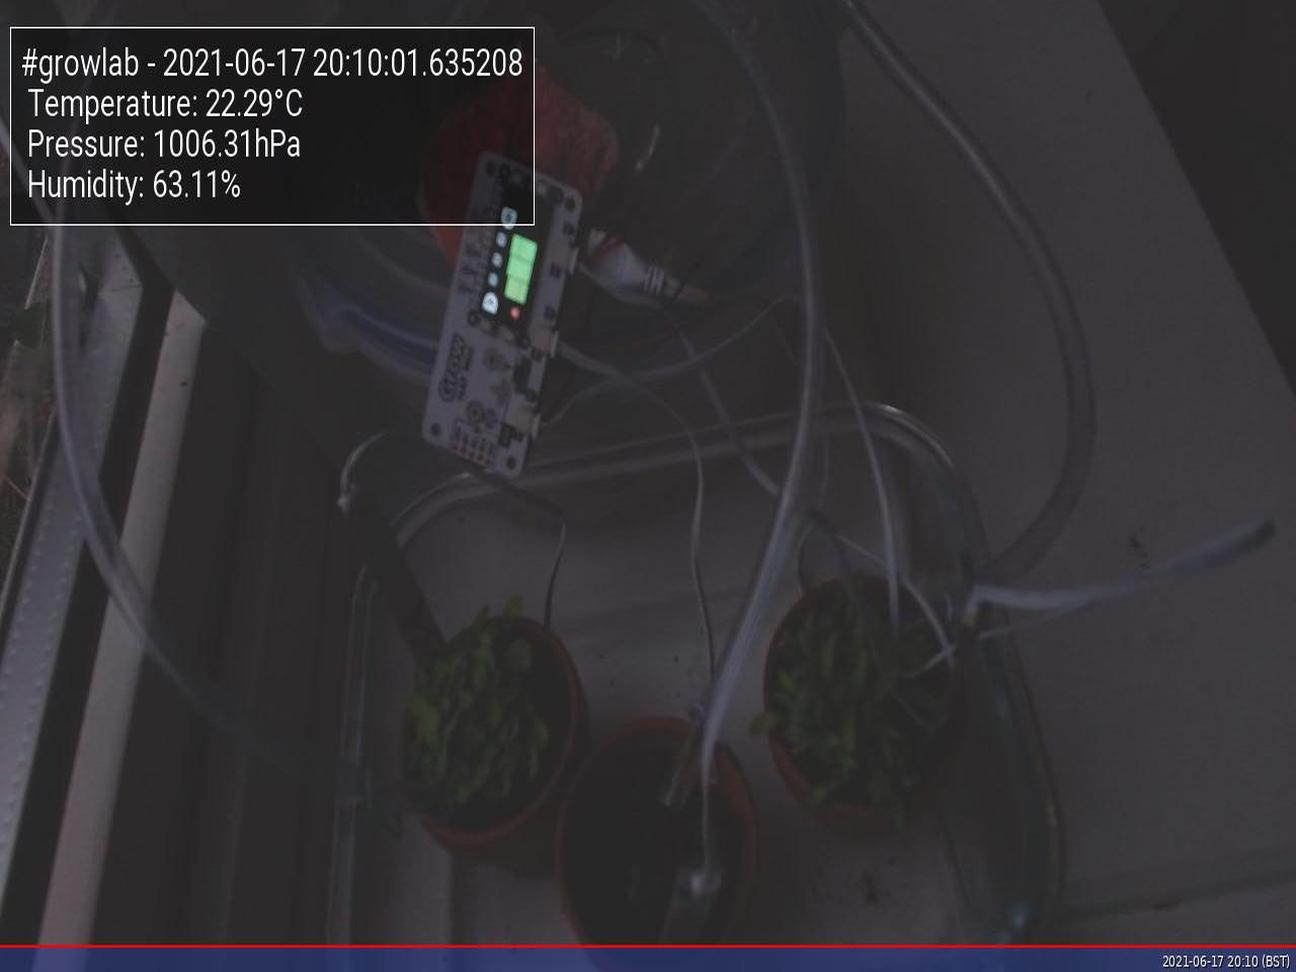 #growlab - 2021-06-17 20:10:01.635208
Temperature: 22.29°C
Pressure: 1006.31hPa
Humidity: 63.11%
GROW
2021-06-17 20:10 (BST)